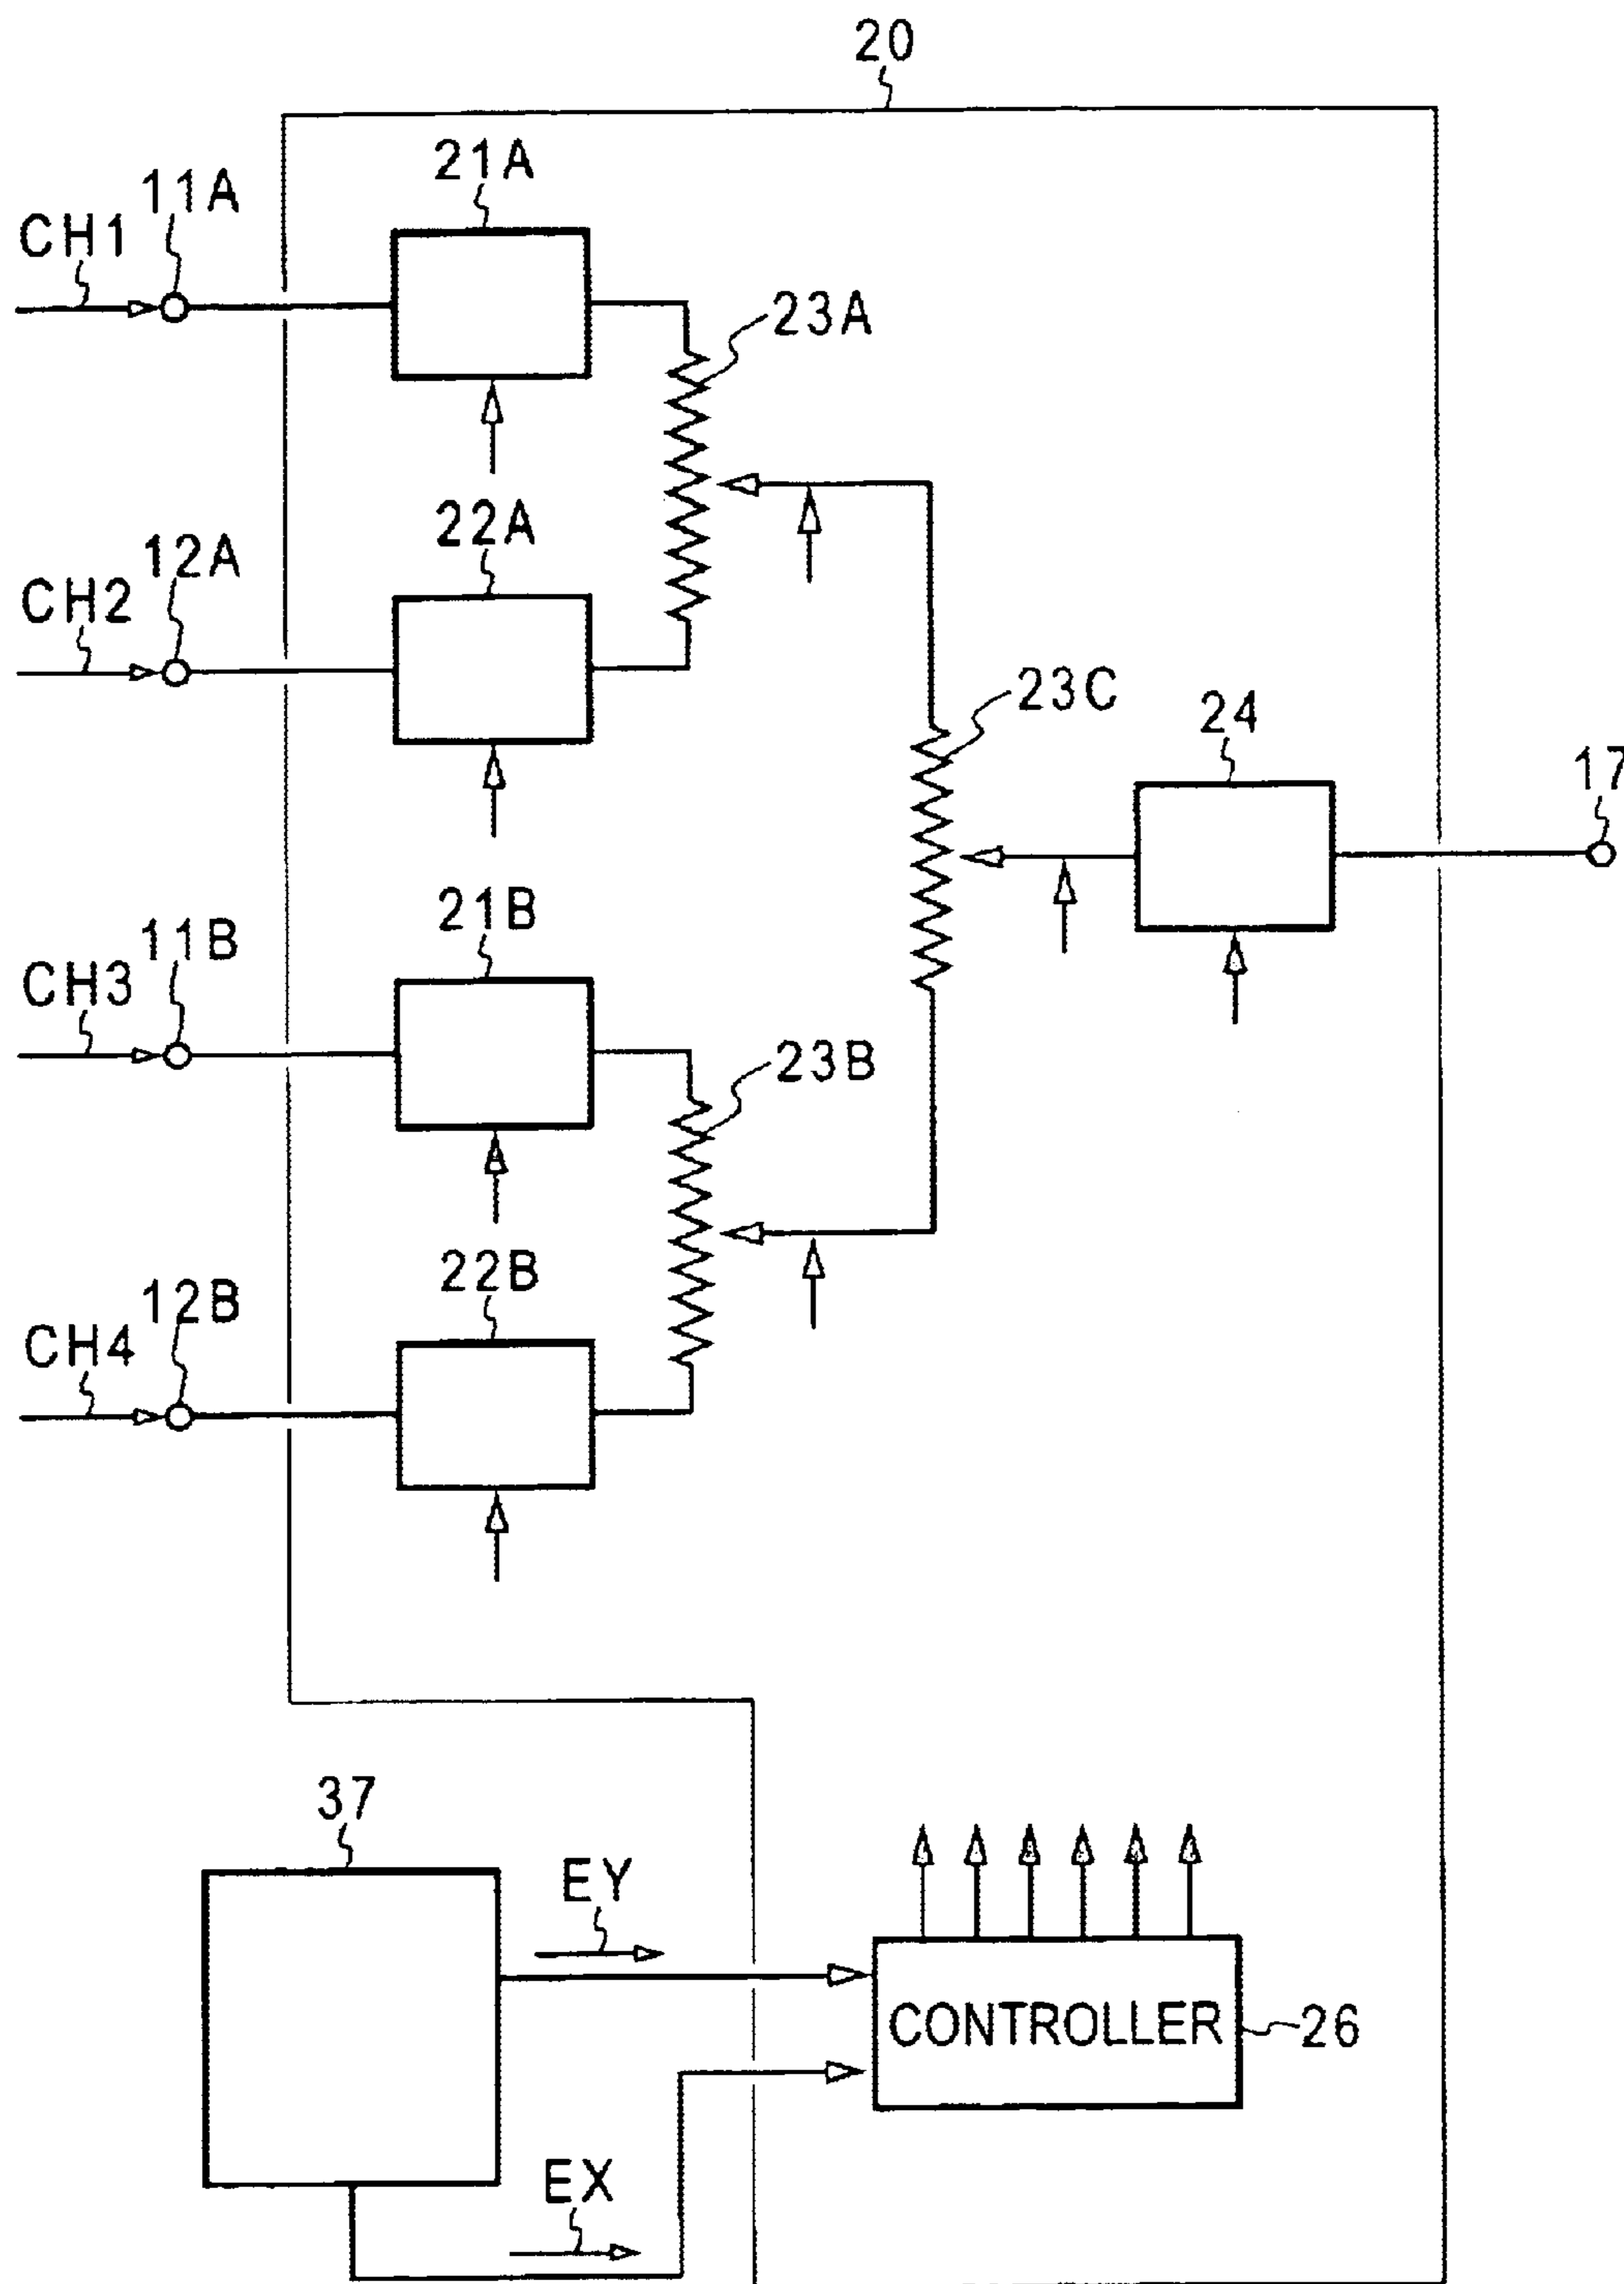 20
21A
11A
CH1
23A
22A
12A
CH2
23C
24
17
21B
11B
CH3
23B
22B
12B
CH4
37
EY
CONTROLLER
26
EX